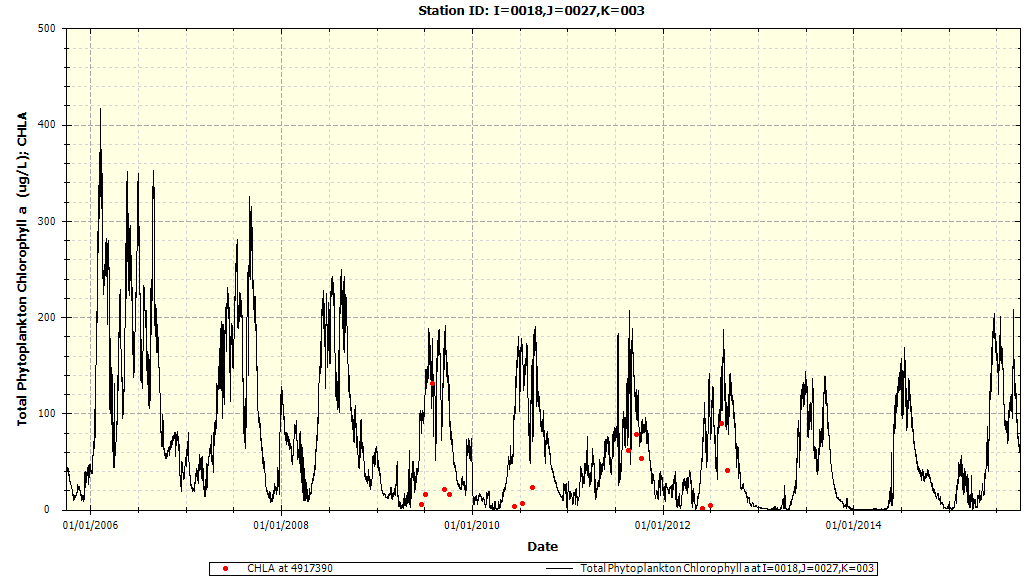 Station ID: I=0018,J=0027,K=003
Total Phytoplankton Chlorophyll a (ug/L); CHLA
500
400
300
200
100
0
01/01/2006 01/01/2008 01/01/2010 01/01/2012 01/01/2014
Date
CHLA at 4917390 Total Phytoplankton Chlorophyll a at I=0018,J=0027,K=003